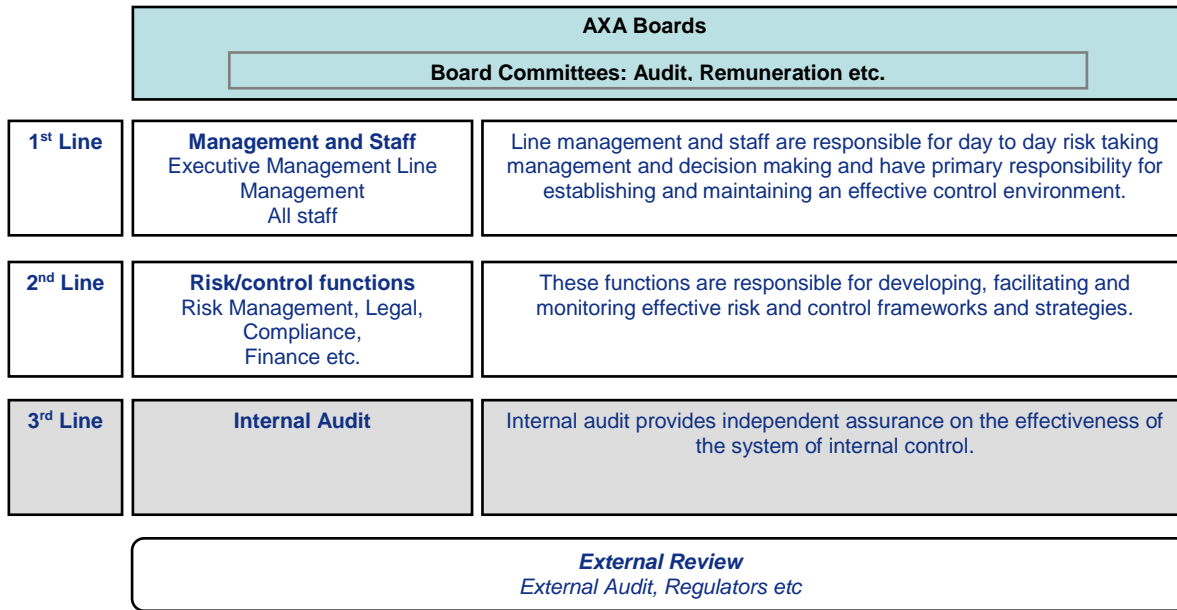 AXA Boards
Board Committees: Audit, Remuneration etc.
1st Line
Management and Staff
Executive Management Line
Management
All staff
Line management and staff are responsible for day to day risk taking
management and decision making and have primary responsibility for
establishing and maintaining an effective control environment.
2nd Line
Risk/control functions
Risk Management, Legal,
Compliance,
Finance etc.
These functions are responsible for developing, facilitating and
monitoring effective risk and control frameworks and strategies.
3rd Line
Internal Audit
Internal audit provides independent assurance on the effectiveness of
the system of internal control.
External Review
External Audit, Regulators etc